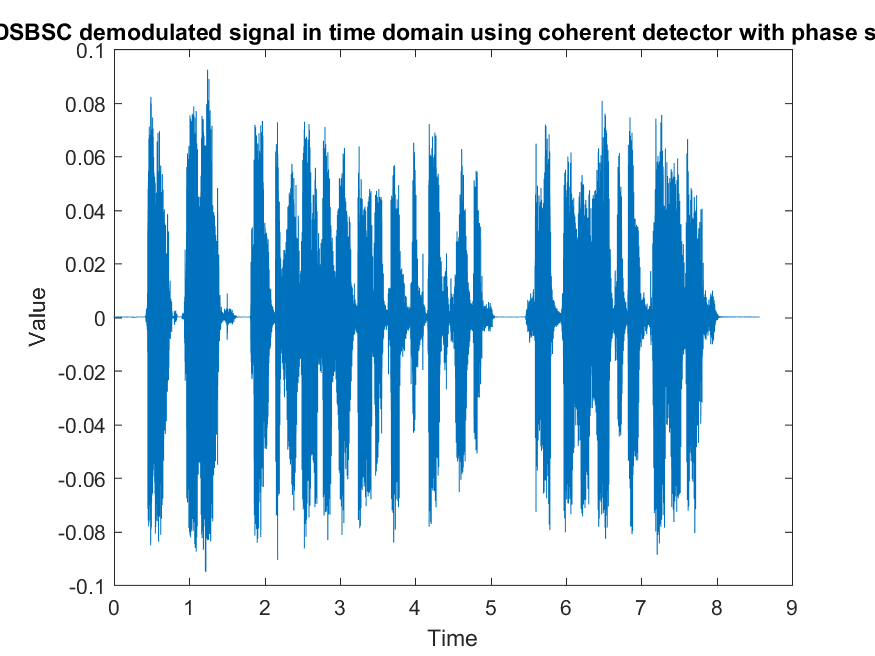 DSBSC demodulated signal in time domain using coherent detector with phase s
0.1
0.08
0.06
0.04
0.02
0
-0.02
-0.04
-0.06
-0.08
-0.1
Value
0 1 2 3 4 5 6 7 8 9
Time